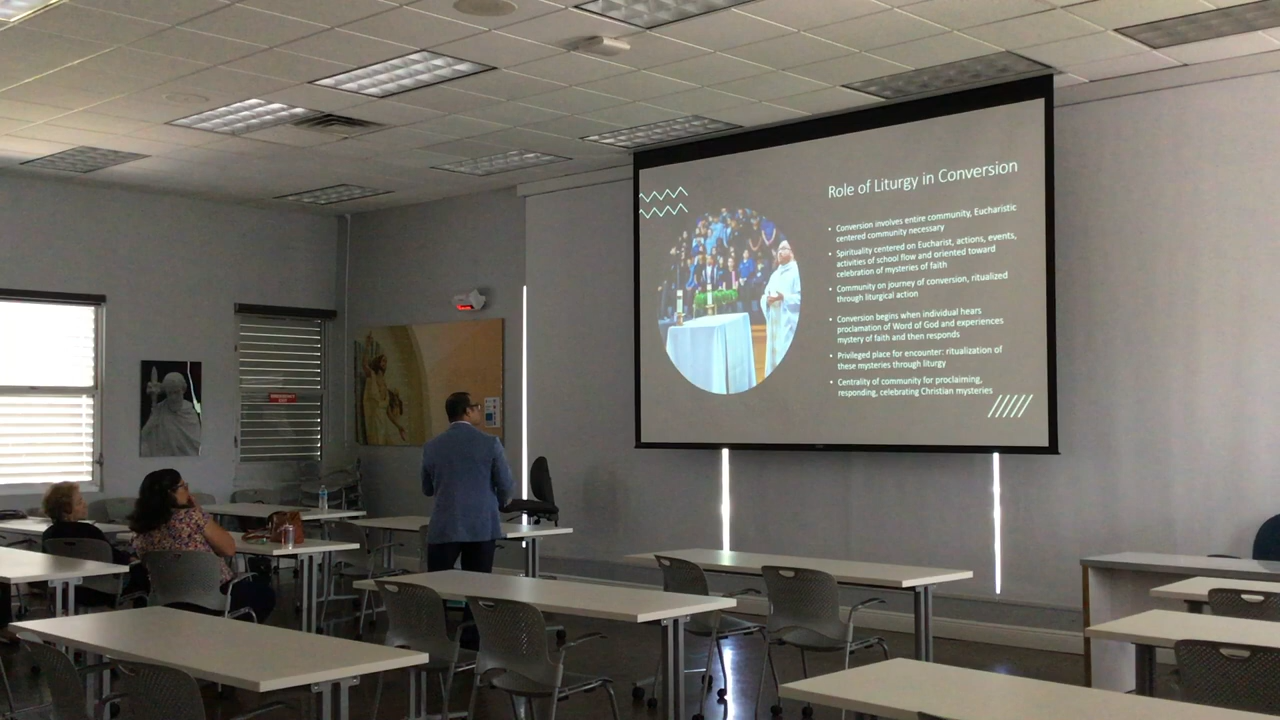 Role of Liturgy in Conversion
• Conversion involves entire community, Eucharistic
centered community necessary
• Spirituality centered on Eucharist, actions, events,
activities of school flow and oriented toward
celebration of mysteries of faith
• Community on journey of conversion, ritualized
through liturgical action
• Conversion begins when individual hears
proclamation of Word of God and experiences
mystery of faith and then responds
• Privileged place for encounter: ritualization of
these mysteries through liturgy
• Centrality of community for proclaiming,
responding, celebrating Christian mysteries